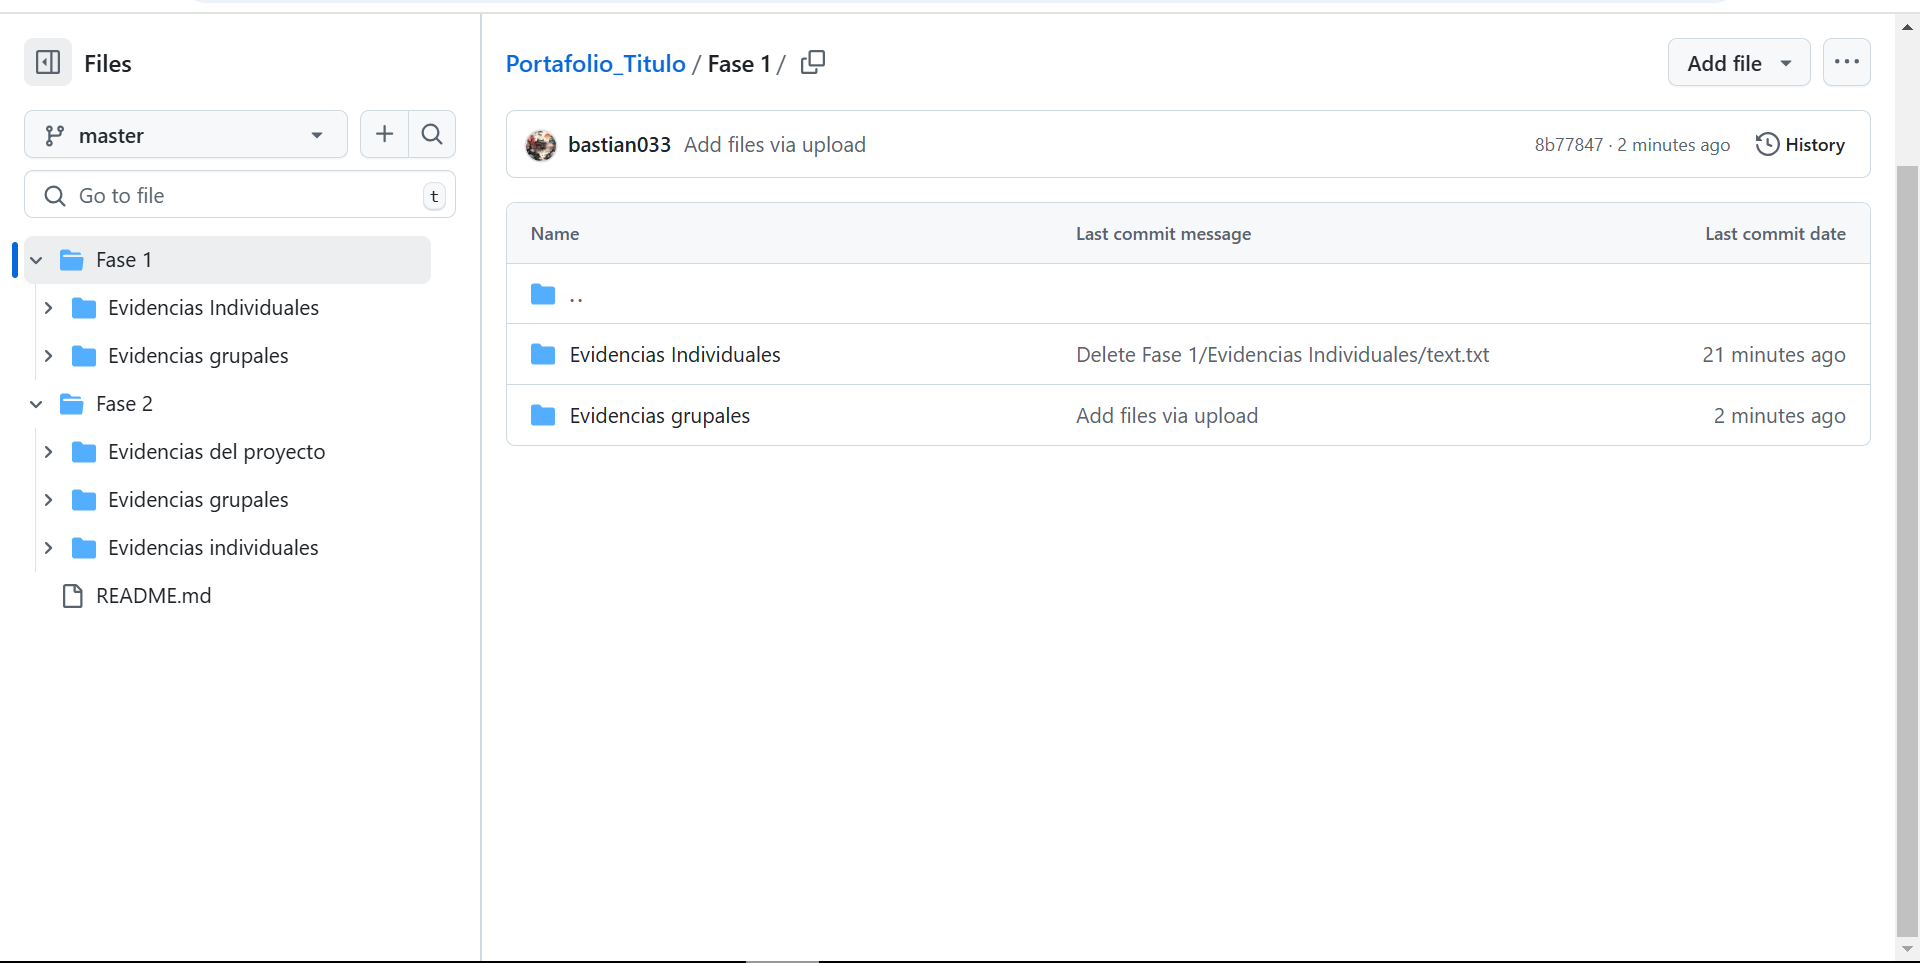 Files
master
Go to file
t
Fase 1
Evidencias Individuales
Evidencias grupales
Fase 2
Evidencias del proyecto
Evidencias grupales
Evidencias individuales
README.md
Portafolio_Titulo / Fase 1 /
Add file
bastian033 Add files via upload
8b77847 · 2 minutes ago
History
Name Last commit message Last commit date
..
Evidencias Individuales Delete Fase 1/Evidencias Individuales/text.txt 21 minutes ago
Evidencias grupales Add files via upload 2 minutes ago